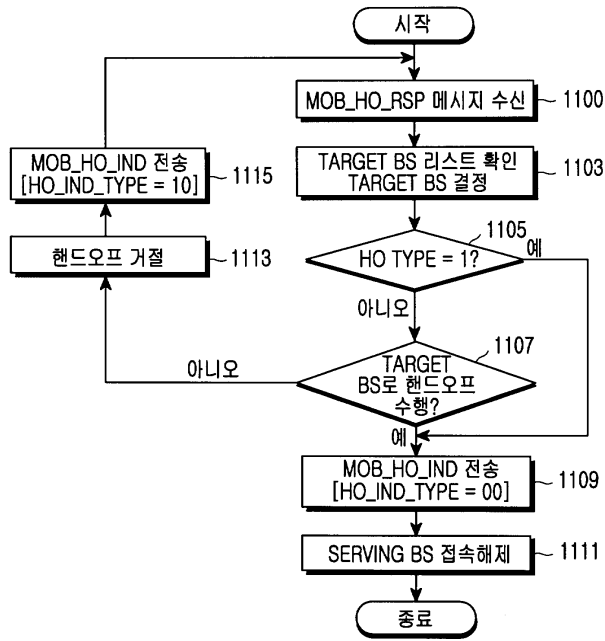 시작
MOB_HO_RSP 메시지 수신
1100
TARGET BS 리스트 확인
TARGET BS 결정
1103
MOB_HO_IND 전송
[HO_IND_TYPE = 10]
1115
핸드오프 거절
1113
HO TYPE = 1?
1105
예
아니오
TARGET
BS로 핸드오프
수행?
1107
아니오
예
MOB_HO_IND 전송
[HO_IND_TYPE = 00]
1109
SERVING BS 접속해제
1111
종료